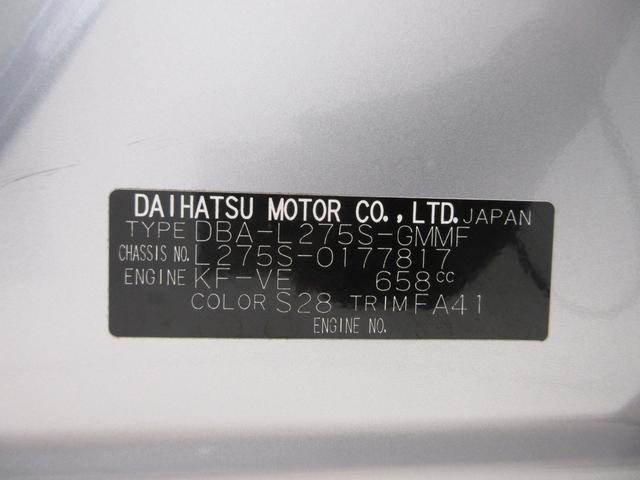 DAIHATSU MOTOR CO.,LTD. JAPAN
TYPE DBA-L275S-GMMF
CHASSIS NO. L275S-0177817
ENGINE KF-VE 658cc
COLOR S28 TRIM FA41
ENGINE NO.